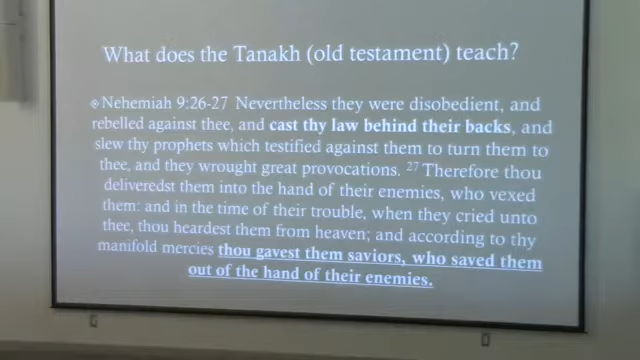 What does the Tanakh (old testament) teach?
Nehemiah 9:26-27 Nevertheless they were disobedient, and
rebelled against thee, and cast thy law behind their backs, and
slew thy prophets which testified against them to turn them to
thee, and they wrought great provocations. 27 Therefore thou
deliveredst them into the hand of their enemies, who vexed
them: and in the time of their trouble, when they cried unto
thee, thou heardest them from heaven; and according to thy
manifold mercies thou gavest them saviors, who saved them
out of the hand of their enemies.